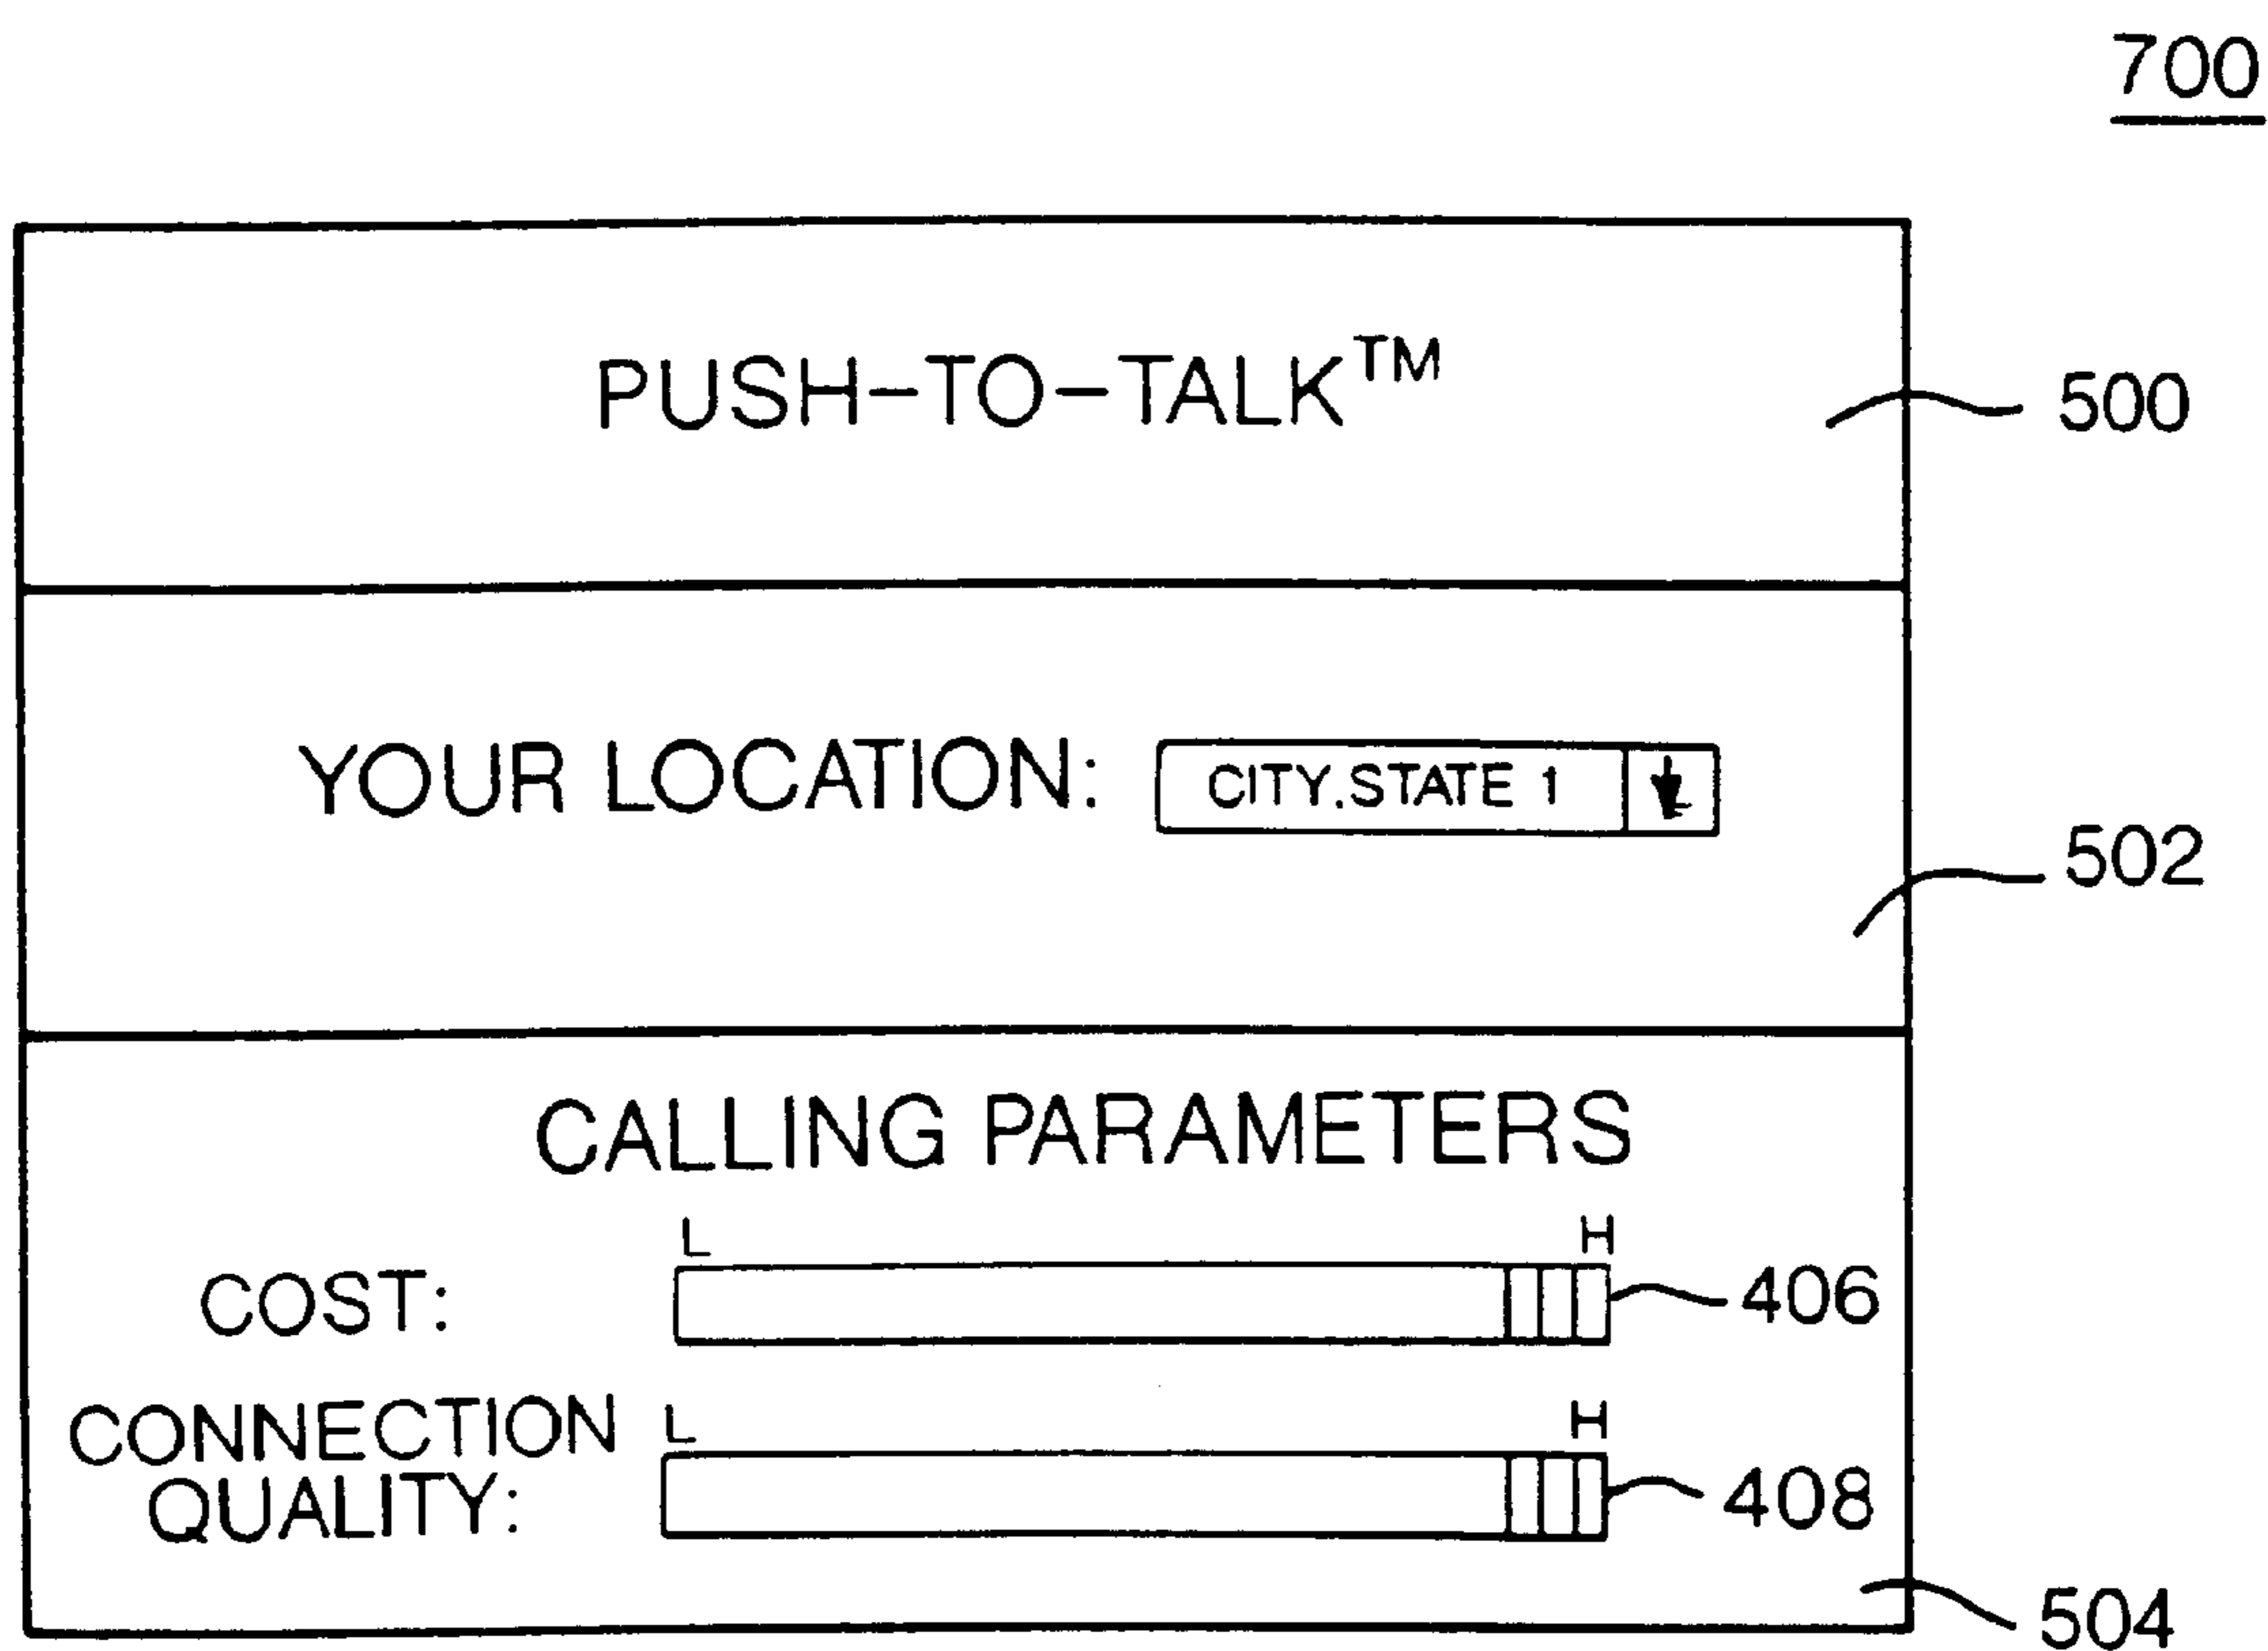 700
PUSH-TO-TALK™
500
YOUR LOCATION: CITY.STATE 1
502
CALLING PARAMETERS
L H
COST: 406
CONNECTION L H
QUALITY: 408
504